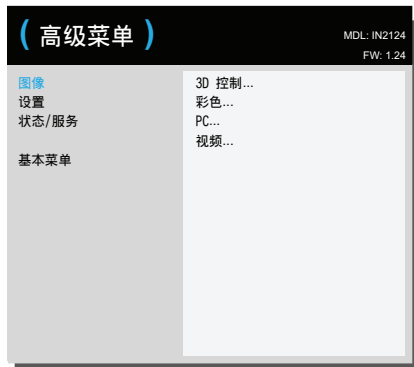 (高级菜单)
MDL: IN2124
FW: 1.24
图像
设置
状态/服务
基本菜单
3D 控制...
彩色...
PC...
视频...